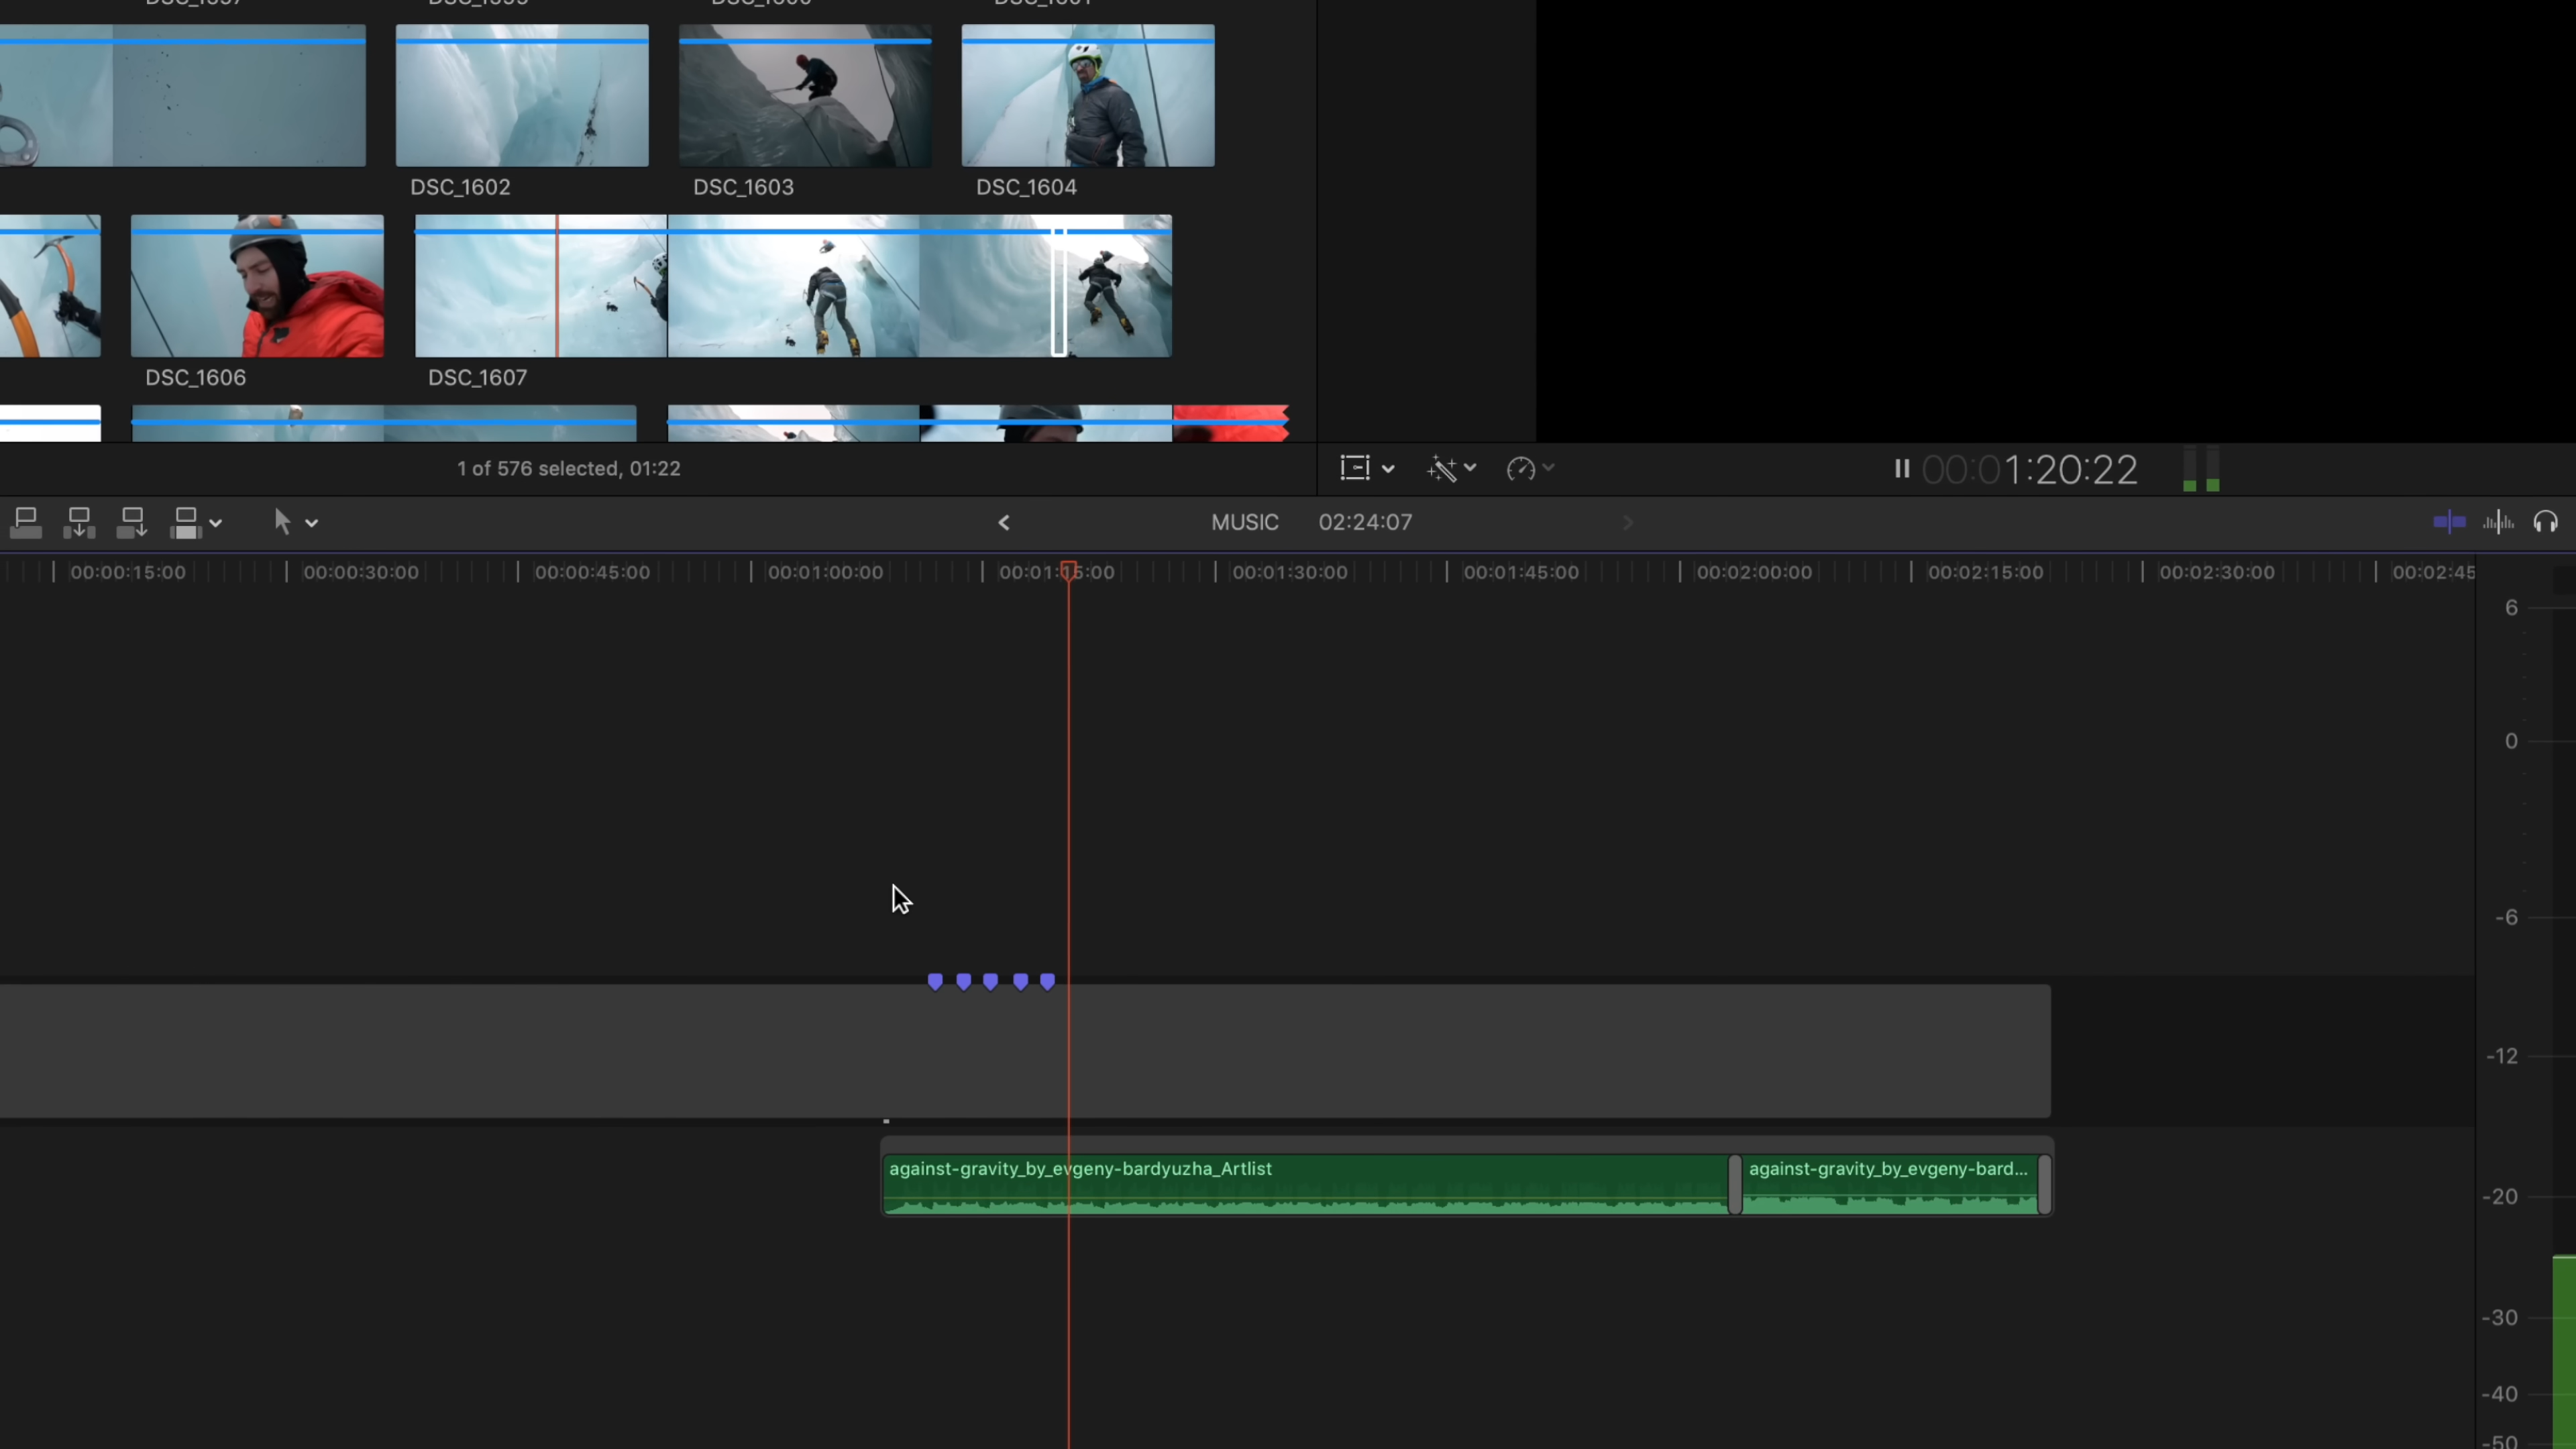 DSC_1602
DSC_1603
DSC_1604
DSC_1606
DSC_1607
1 of 576 selected, 01:22
00:01:20:22
MUSIC 02:24:07
00:00:15:00
00:00:30:00
00:00:45:00
00:01:00:00
00:01:15:00
00:01:30:00
00:01:45:00
00:02:00:00
00:02:15:00
00:02:30:00
00:02:45
6
0
-6
-12
against-gravity_by_evgeny-bardyuzha_Artlist
against-gravity_by_evgeny-bard...
-20
-30
-40
-50